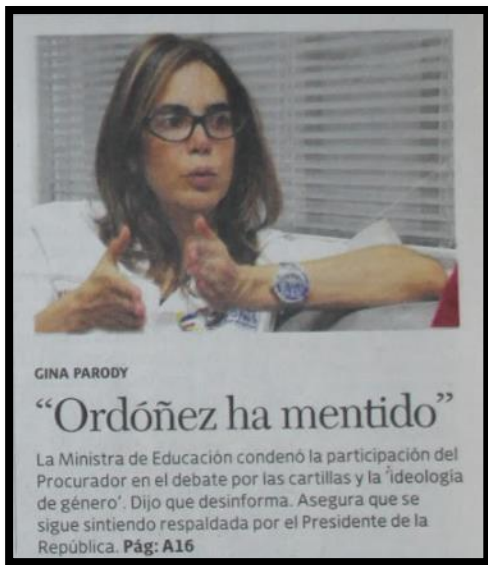 GINA PARODY
“Ordóñez ha mentido”
La Ministra de Educación condenó la participación del
Procurador en el debate por las cartillas y la ‘ideología
de género’. Dijo que desinforma. Asegura que se
sigue sintiendo respaldada por el Presidente de la
República. Pág: A16